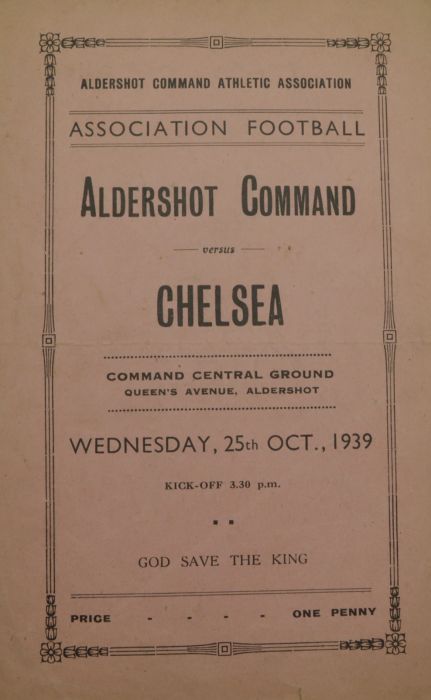 ALDERSHOT COMMAND ATHLETIC ASSOCIATION
ASSOCIATION FOOTBALL
ALDERSHOT COMMAND
versus
CHELSEA
COMMAND CENTRAL GROUND
QUEEN'S AVENUE, ALDERSHOT
WEDNESDAY, 25th OCT., 1939
KICK-OFF 3.30 p.m.
GOD SAVE THE KING
PRICE - - - - ONE PENNY